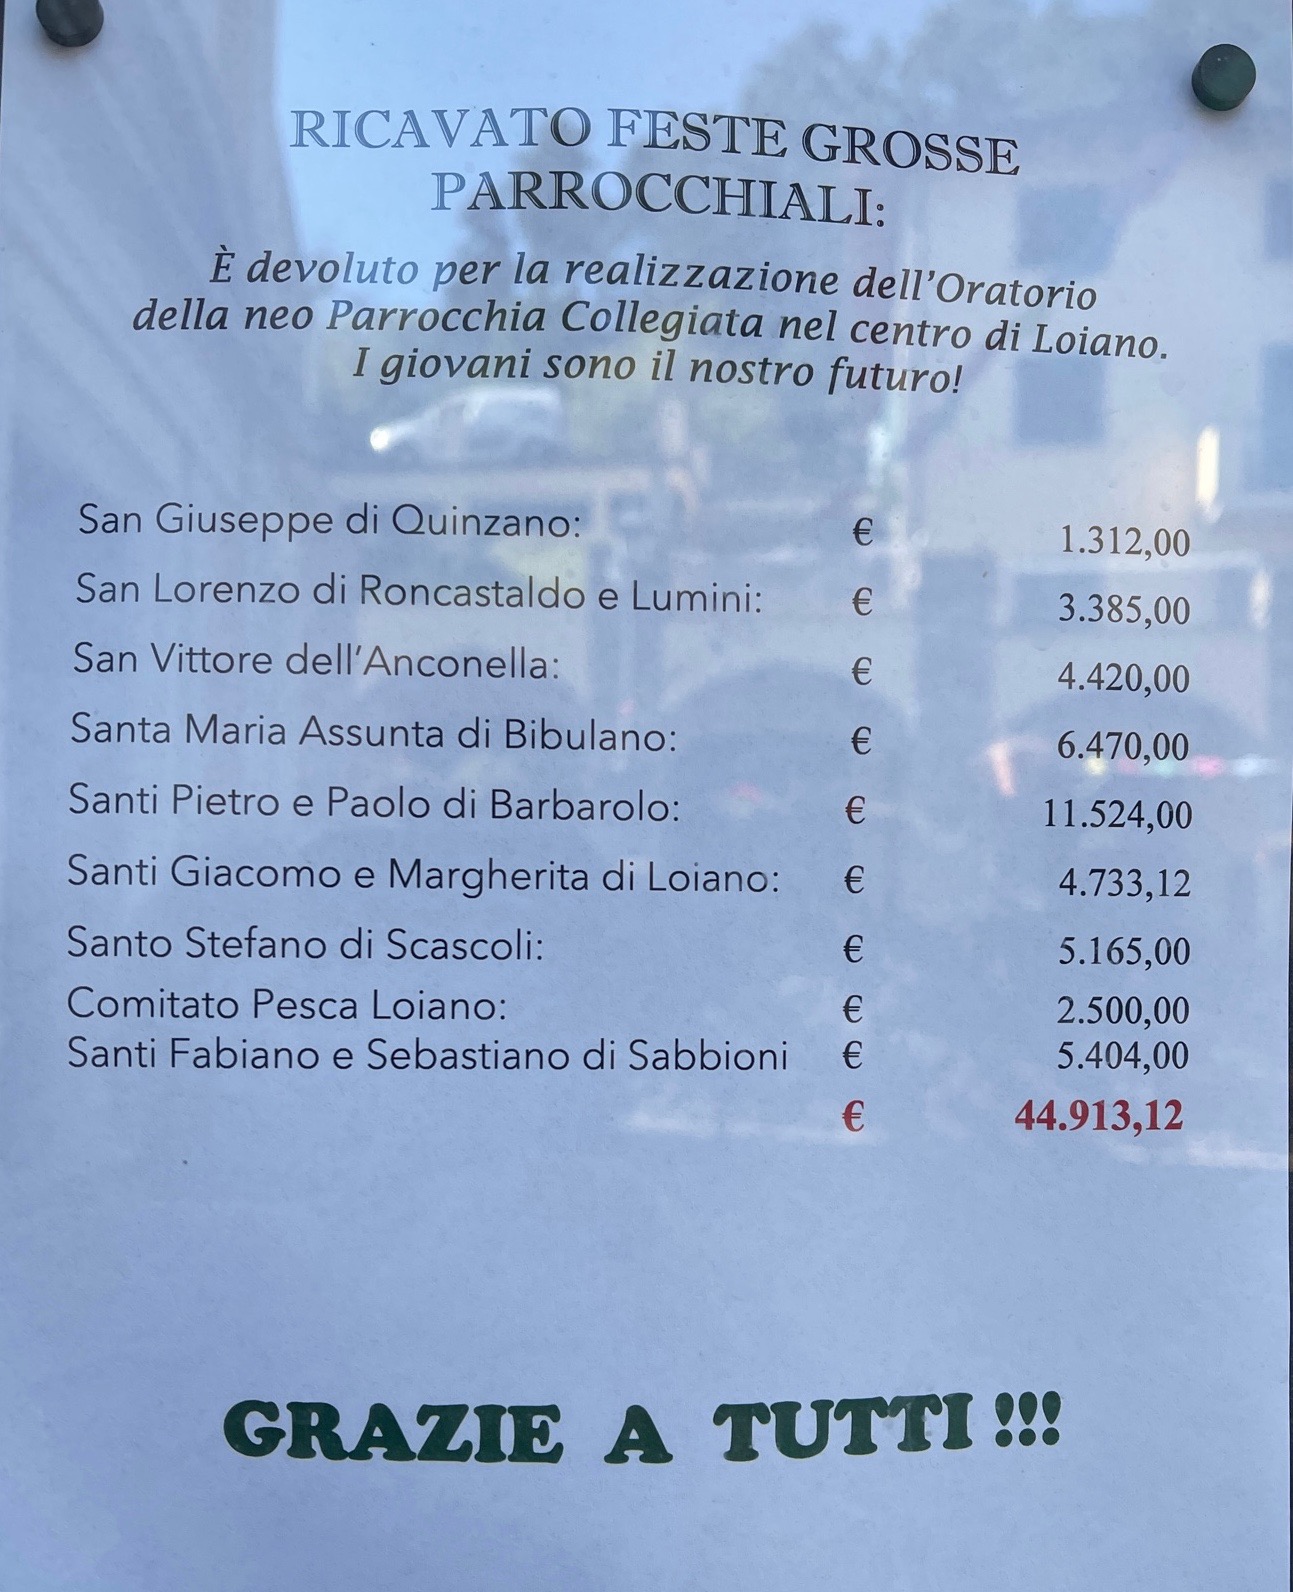 RICAVATO FESTE GROSSE
PARROCCHIALI:
È devoluto per la realizzazione dell'Oratorio
della neo Parrocchia Collegiata nel centro di Loiano.
I giovani sono il nostro futuro!
San Giuseppe di Quinzano: € 1.312,00
San Lorenzo di Roncastaldo e Lumini: € 3.385,00
San Vittore dell'Anconella: € 4.420,00
Santa Maria Assunta di Bibulano: € 6.470,00
Santi Pietro e Paolo di Barbarolo: € 11.524,00
Santi Giacomo e Margherita di Loiano: € 4.733,12
Santo Stefano di Scascoli: € 5.165,00
Comitato Pesca Loiano: € 2.500,00
Santi Fabiano e Sebastiano di Sabbioni € 5.404,00
€ 44.913,12
GRAZIE A TUTTI !!!